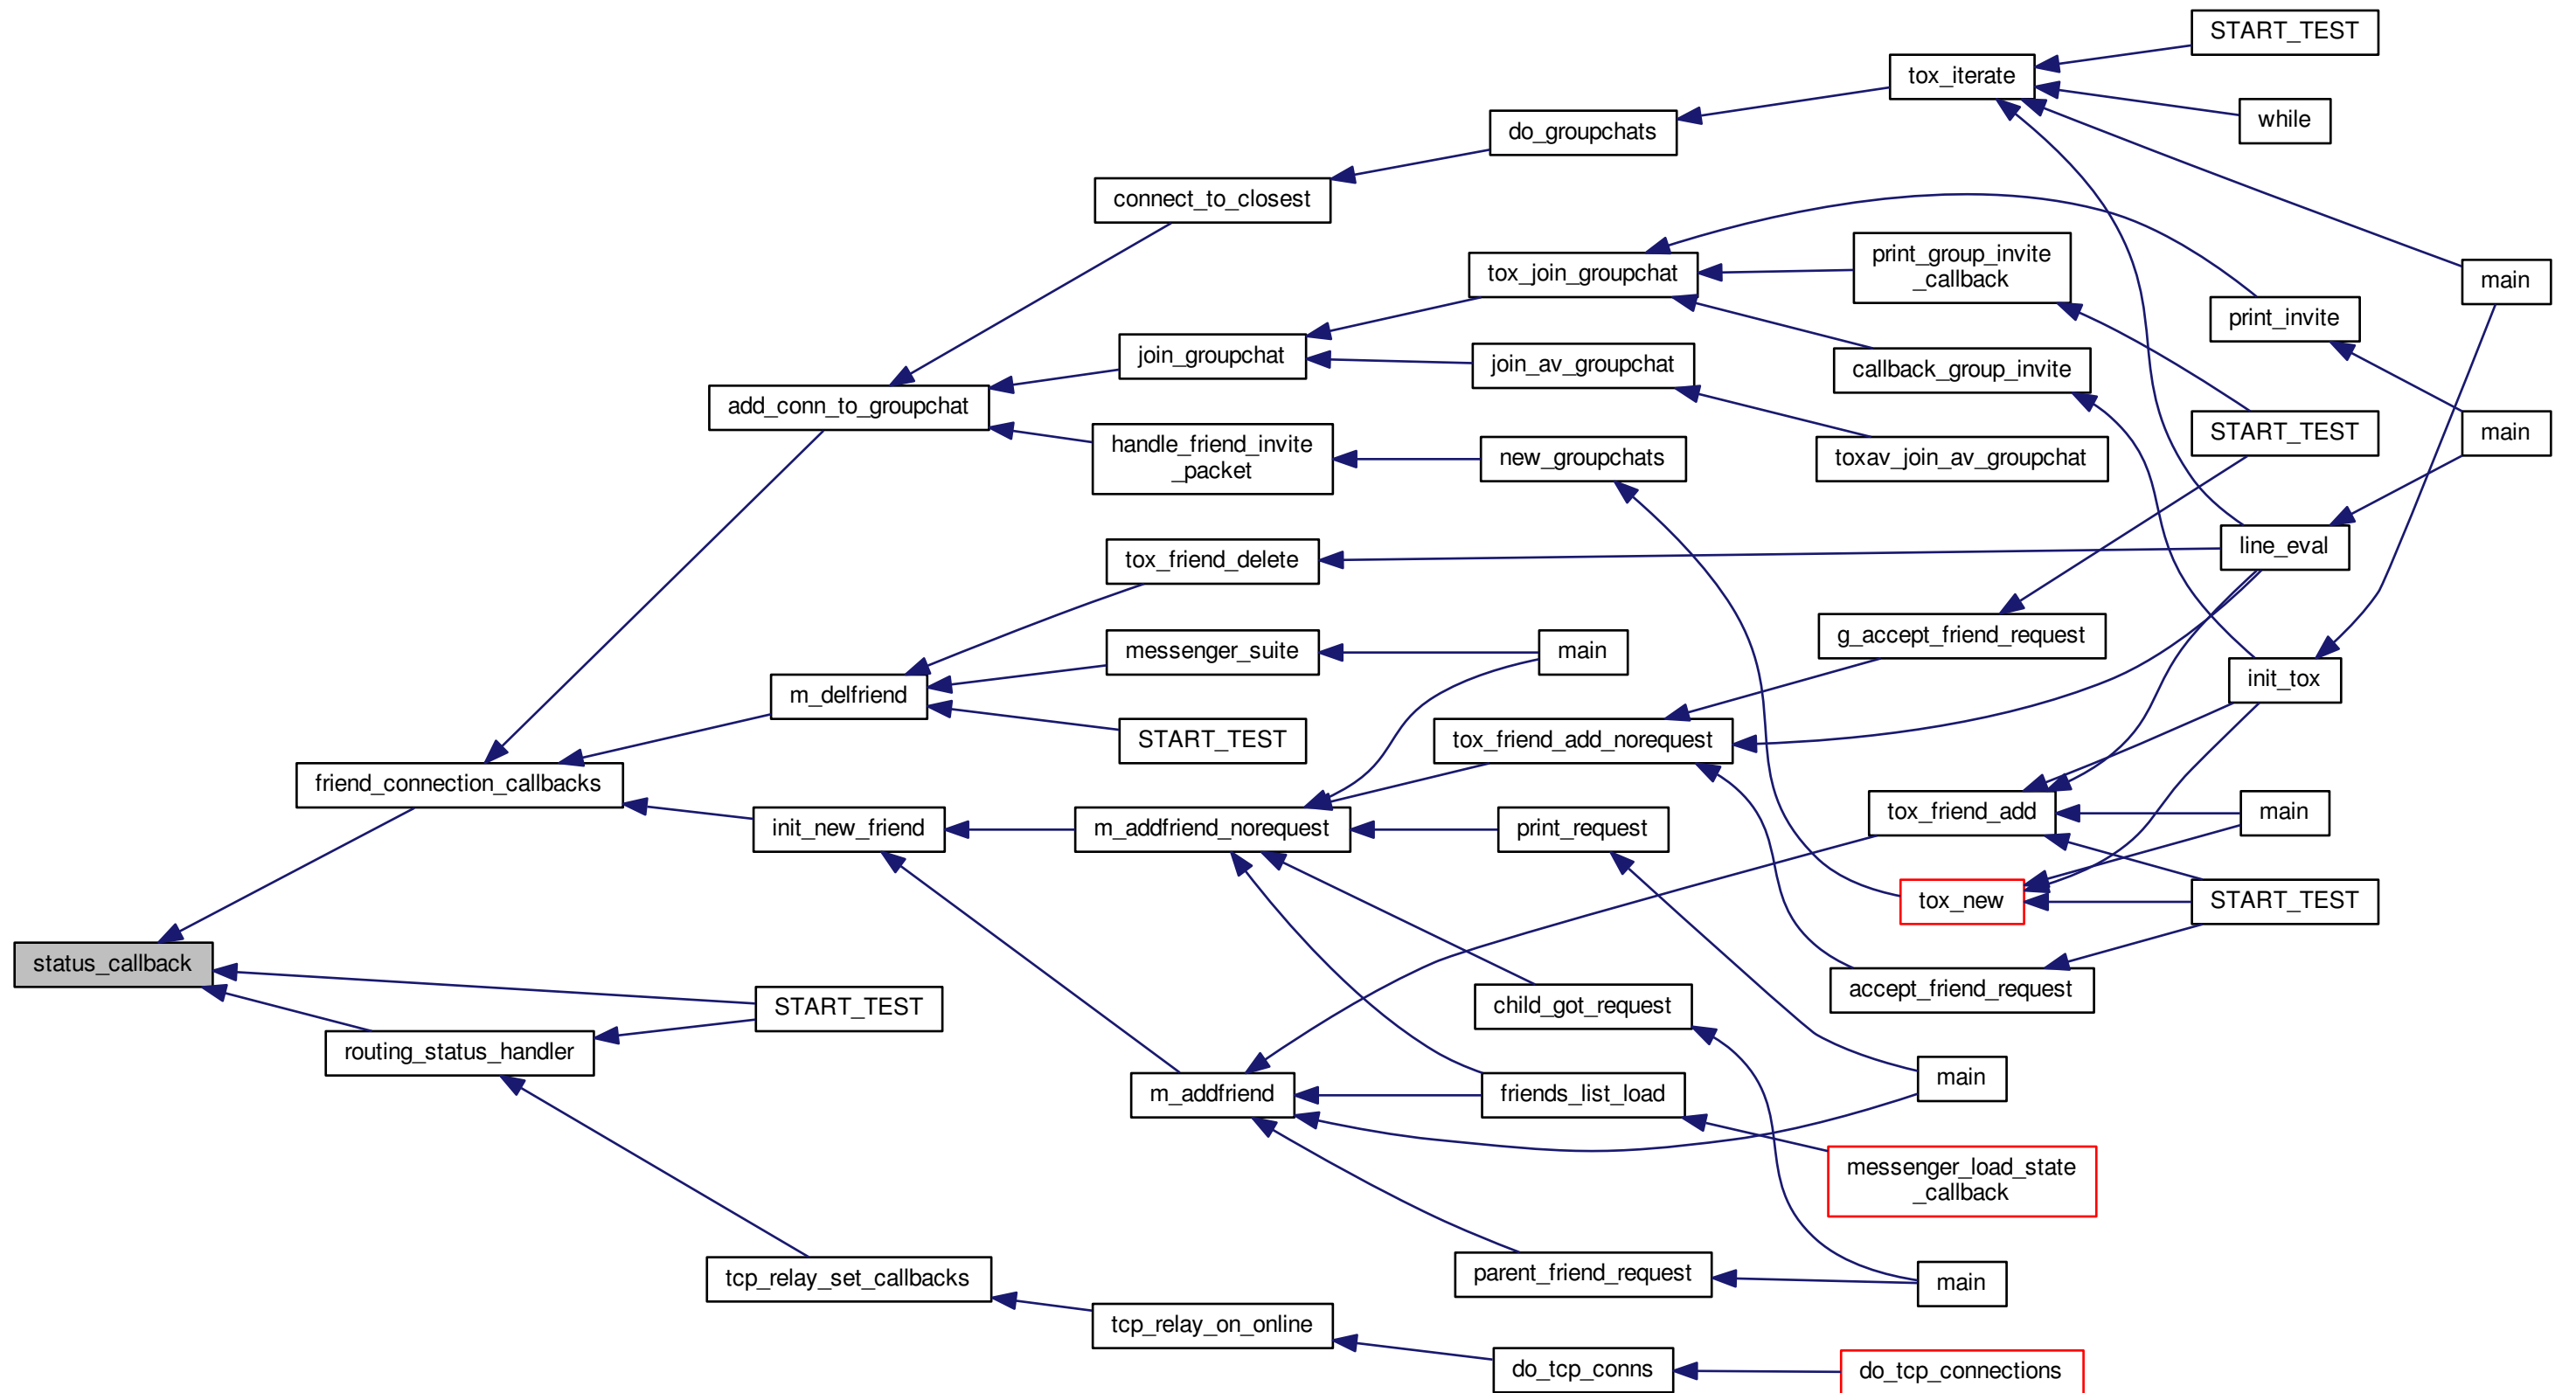 START_TEST
tox_iterate
while
do_groupchats
connect_to_closest
print_group_invite
_callback
tox_join_groupchat
main
print_invite
join_groupchat
join_av_groupchat
callback_group_invite
add_conn_to_groupchat
START_TEST
main
handle_friend_invite
_packet
new_groupchats
toxav_join_av_groupchat
tox_friend_delete
line_eval
g_accept_friend_request
messenger_suite
main
init_tox
m_delfriend
START_TEST
tox_friend_add_norequest
friend_connection_callbacks
init_new_friend
m_addfriend_norequest
print_request
tox_friend_add
main
tox_new
START_TEST
status_callback
accept_friend_request
START_TEST
child_got_request
routing_status_handler
main
m_addfriend
friends_list_load
messenger_load_state
_callback
tcp_relay_set_callbacks
parent_friend_request
main
tcp_relay_on_online
do_tcp_conns
do_tcp_connections